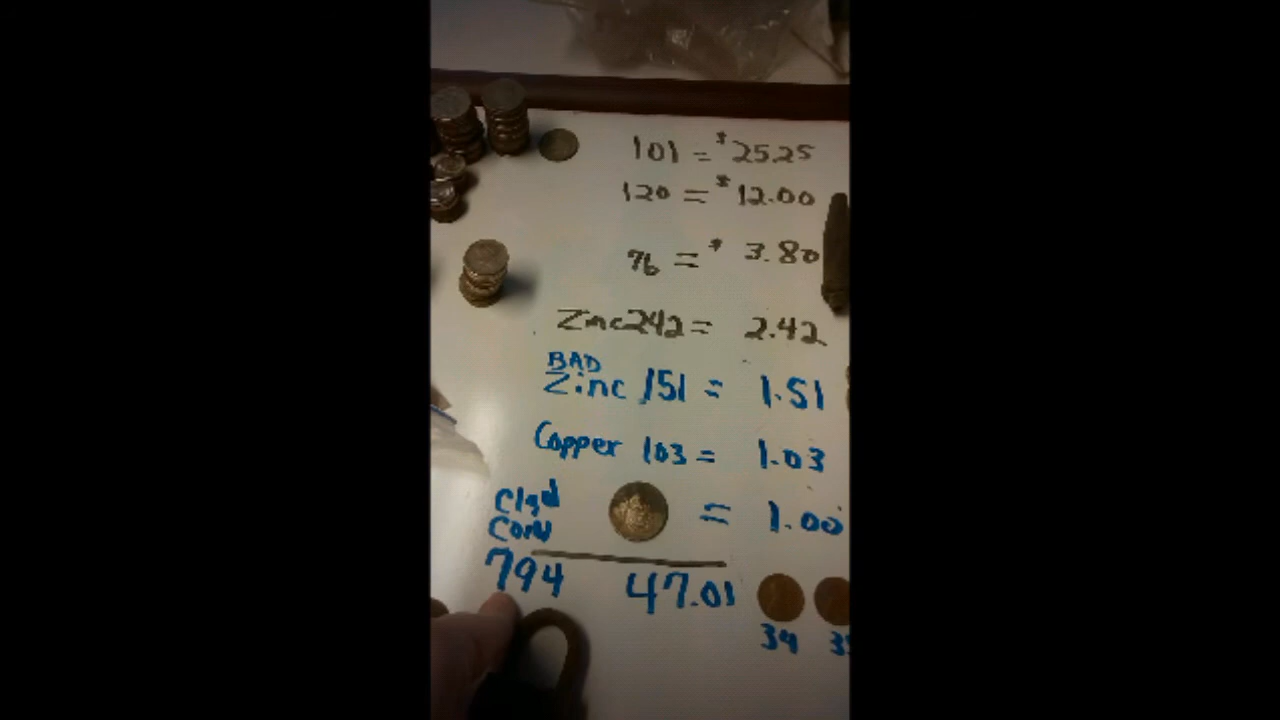 101 = $25.25
120 = $12.00
76 = $ 3.80
Zinc 242 = 2.42
BAD
Zinc 151 = 1.51
Copper 103 = 1.03
Clad
Coin = 1.00
794 47.01
34